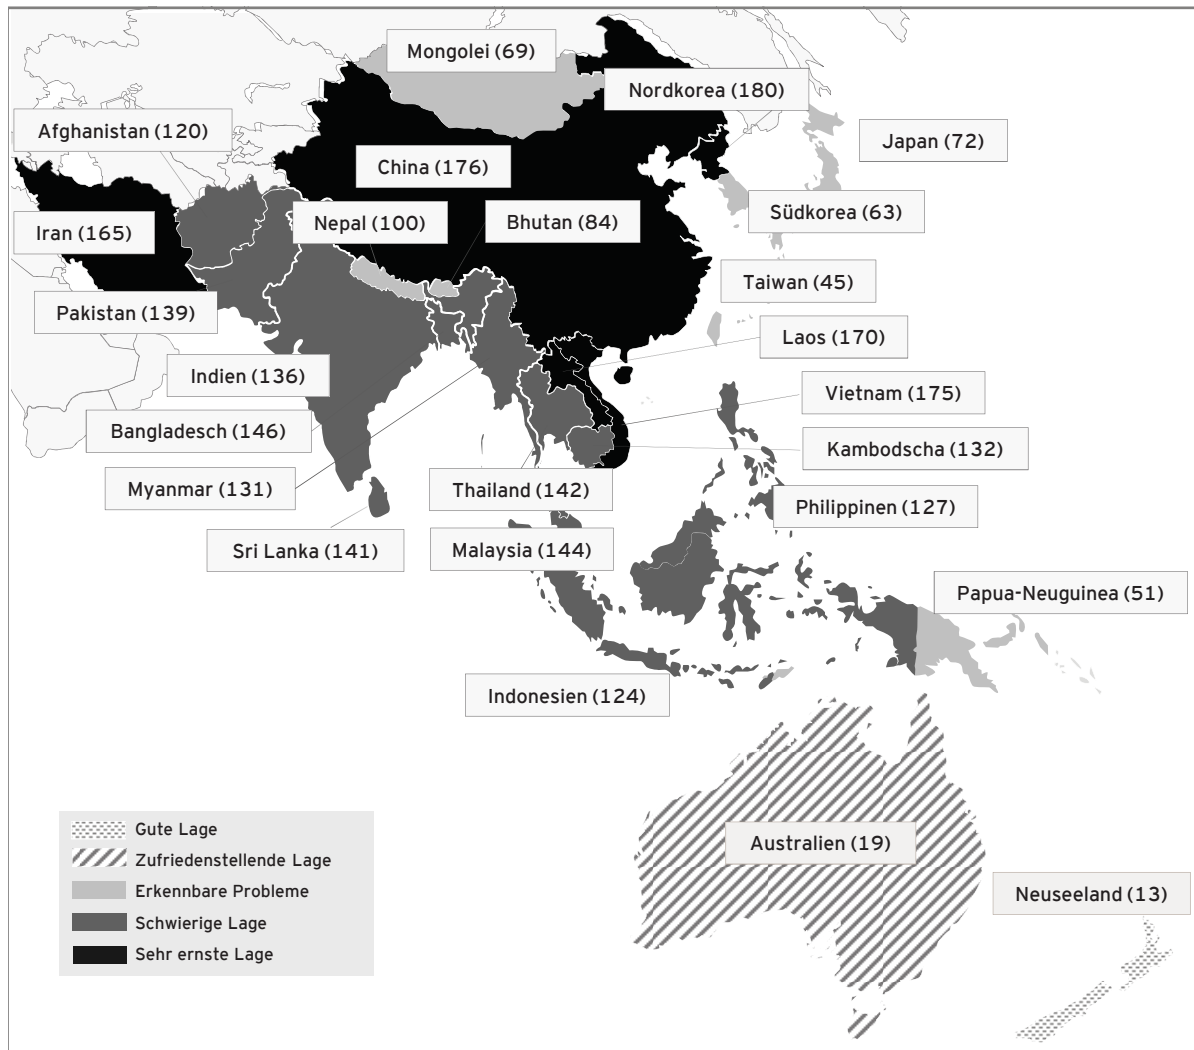 Mongolei (69)
Nordkorea (180)
Afghanistan (120)
Japan (72)
China (176)
Iran (165)
Nepal (100)
Bhutan (84)
Südkorea (63)
Taiwan (45)
Pakistan (139)
Laos (170)
Indien (136)
Vietnam (175)
Bangladesch (146)
Kambodscha (132)
Myanmar (131)
Thailand (142)
Philippinen (127)
Sri Lanka (141)
Malaysia (144)
Papua-Neuguinea (51)
Indonesien (124)
Australien (19)
Neuseeland (13)
Gute Lage
Zufriedenstellende Lage
Erkennbare Probleme
Schwierige Lage
Sehr ernste Lage